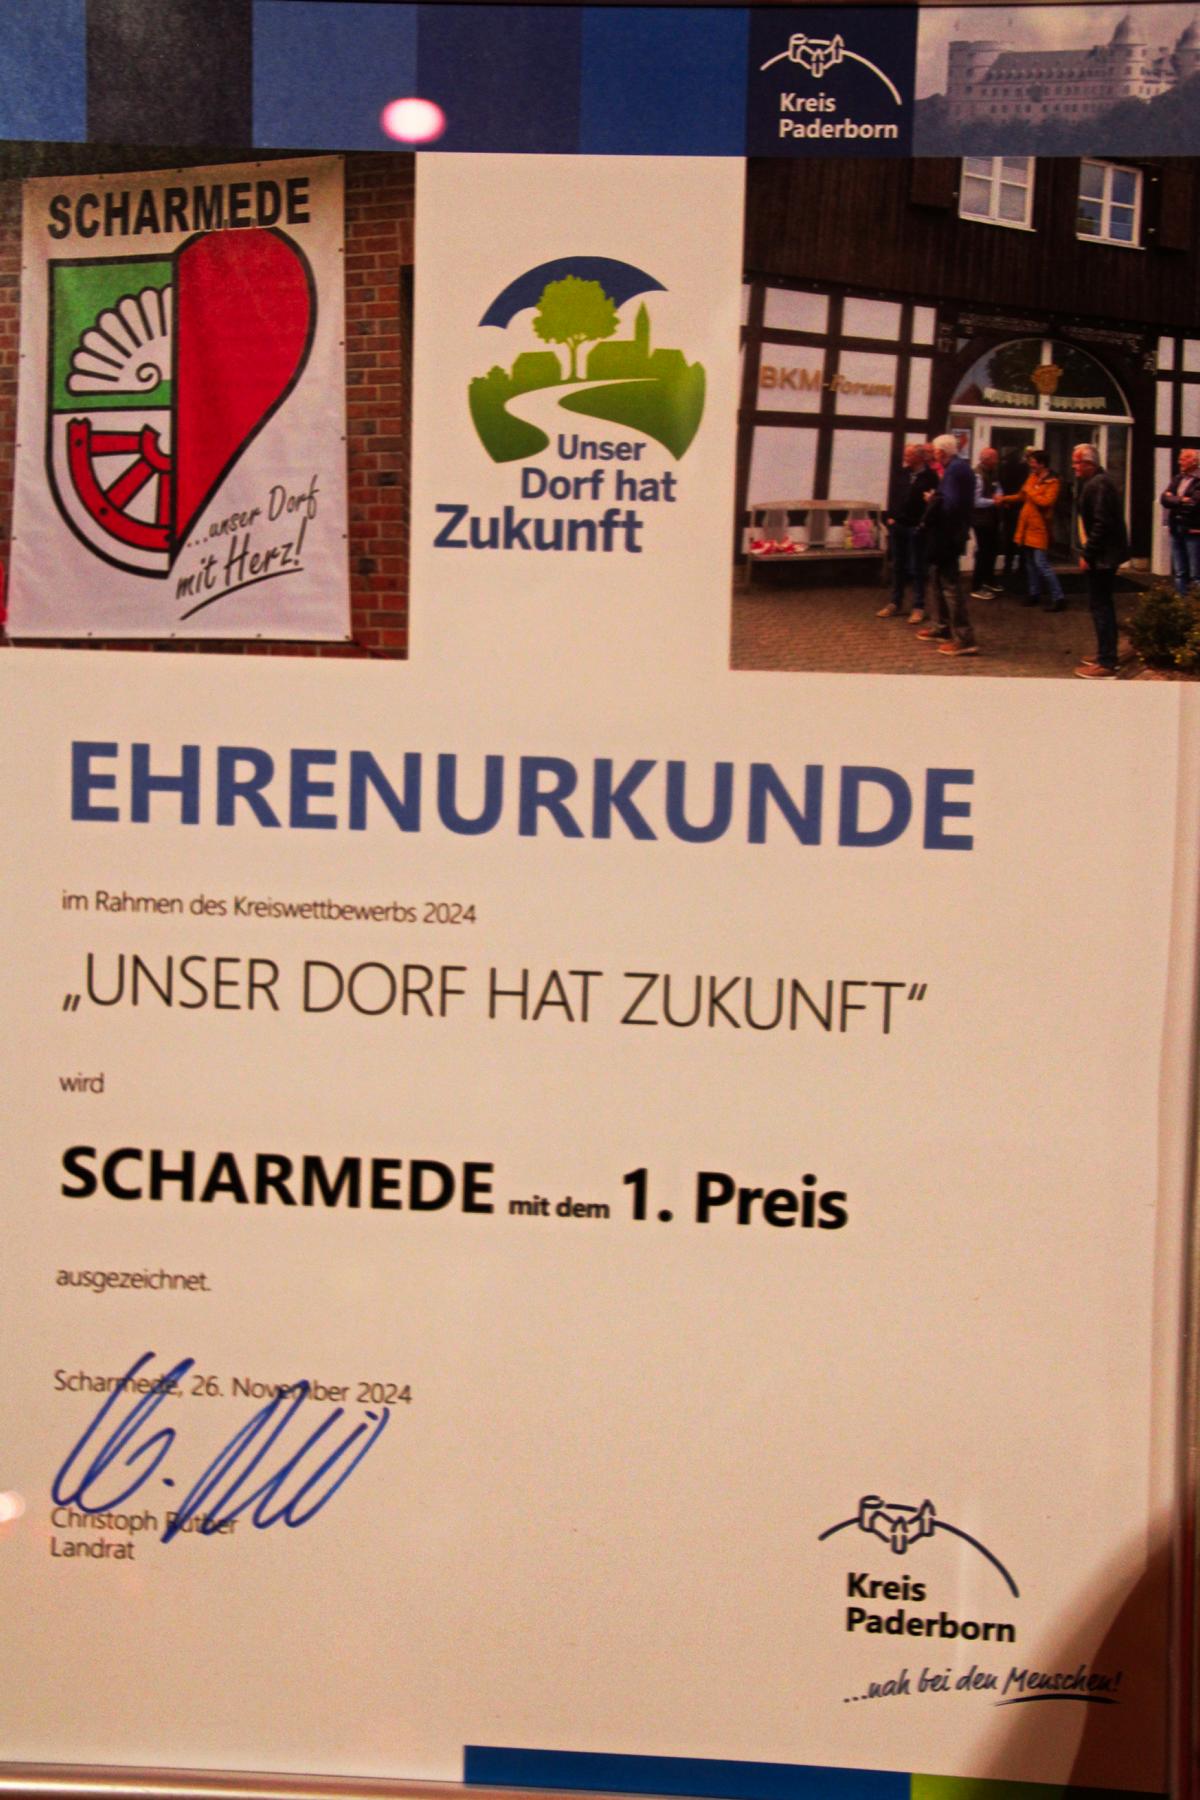 Kreis
Paderborn
SCHARMEDE
...unser Dorf
mit Herz!
Unser
Dorf hat
Zukunft
BKM-Forum
EHRENURKUNDE
im Rahmen des Kreiswettbewerbs 2024
„UNSER DORF HAT ZUKUNFT“
wird
SCHARMEDE mit dem 1. Preis
ausgezeichnet.
Scharmede, 26. November 2024
Christoph Rüther
Landrat
Kreis
Paderborn
...nah bei den Menschen!